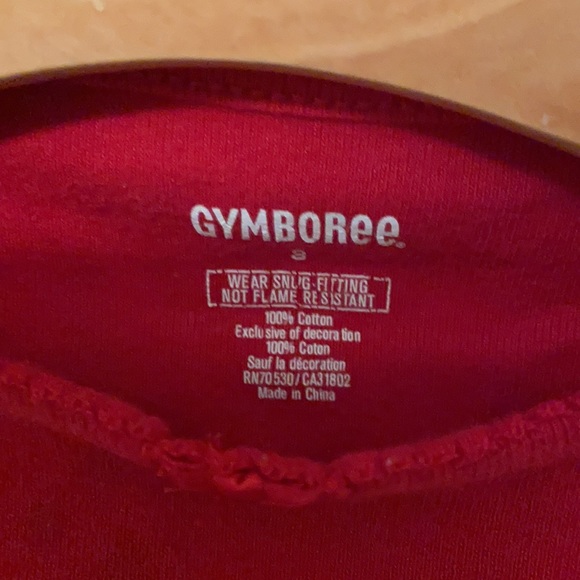 GYMBOREE
3
WEAR SNUG-FITTING
NOT FLAME RESISTANT
100% Cotton
Exclusive of decoration
100% Coton
Sauf la décoration
RN70530/CA31802
Made in China